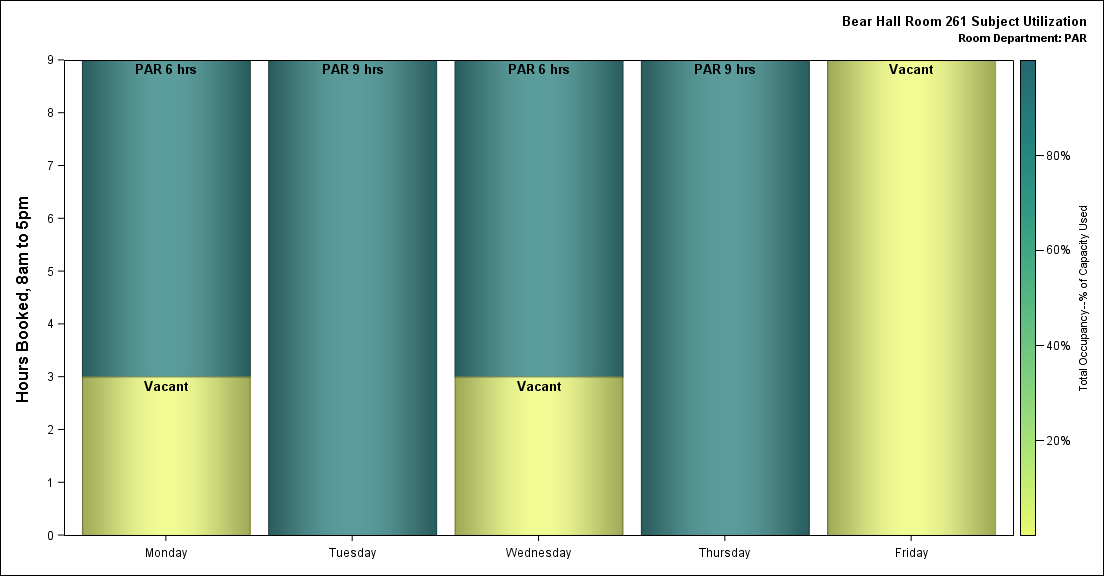 Bear Hall Room 261 Subject Utilization
Room Department: PAR
Hours Booked, 8am to 5pm
9
8
7
6
5
4
3
2
1
0
PAR 6 hrs
PAR 9 hrs
PAR 6 hrs
PAR 9 hrs
Vacant
Vacant
Vacant
Monday
Tuesday
Wednesday
Thursday
Friday
80%
60%
40%
20%
Total Occupancy--% of Capacity Used